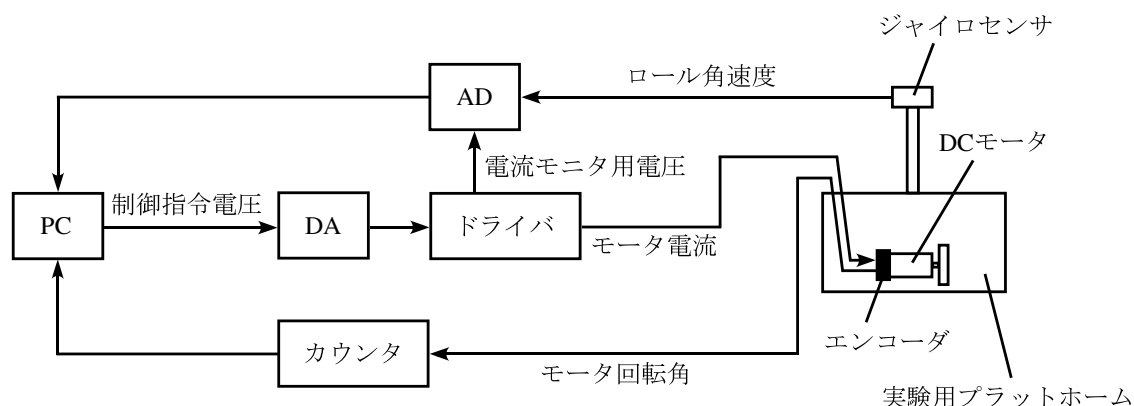 ジャイロセンサ
ロール角速度
AD
DCモータ
電流モニタ用電圧
制御指令電圧
PC
DA
ドライバ
モータ電流
エンコーダ
カウンタ
モータ回転角
実験用プラットホーム